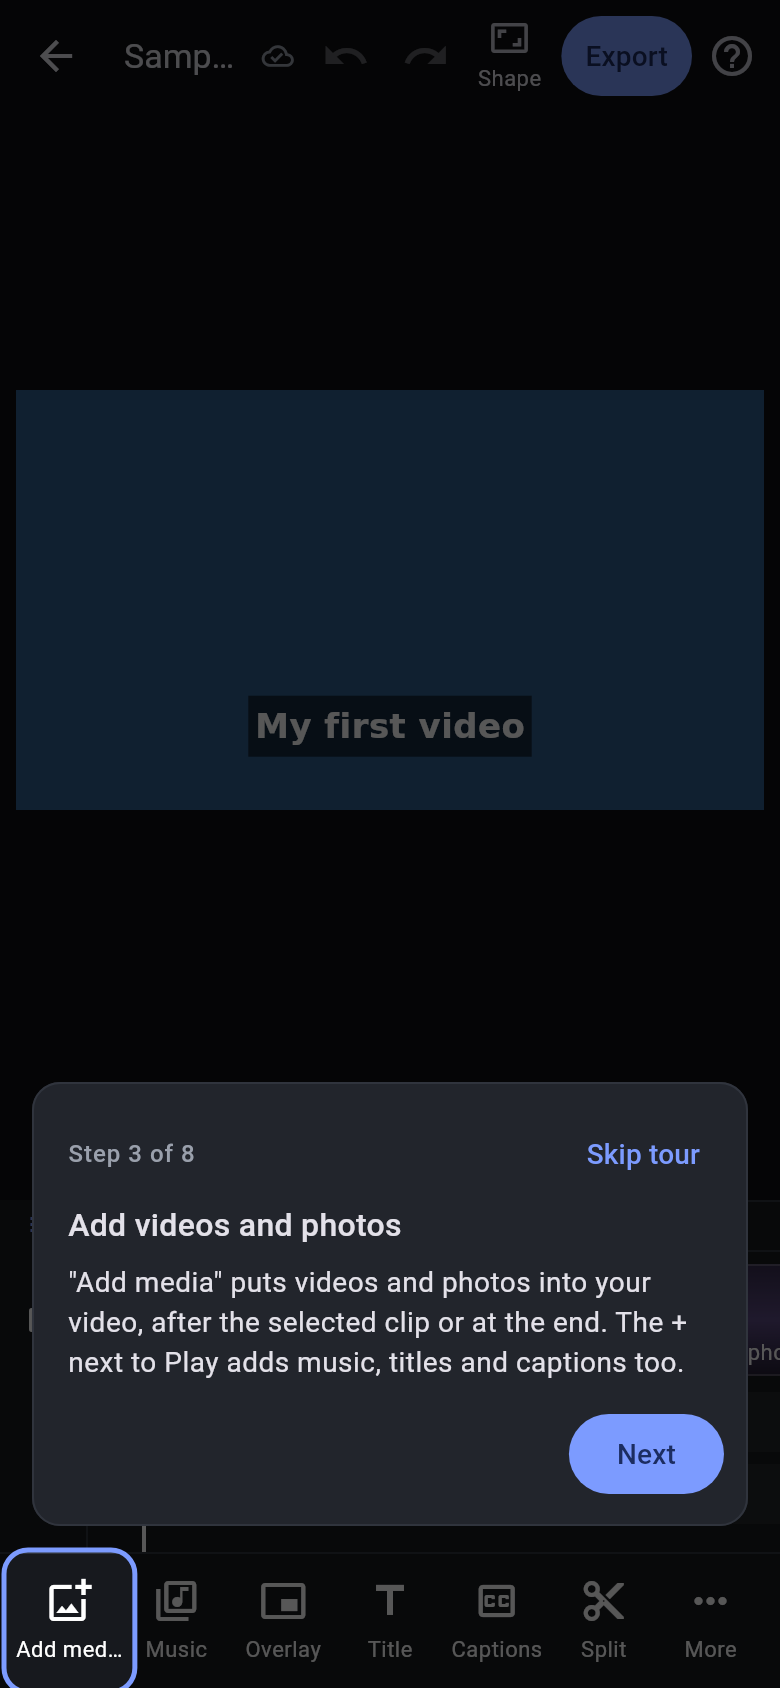 Samp...
Shape
Export
My first video
Step 3 of 8
Skip tour
Add videos and photos
"Add media" puts videos and photos into your
video, after the selected clip or at the end. The +
next to Play adds music, titles and captions too.
pho
Next
Add med...
Music
Overlay
Title
CC
Captions
Split
More